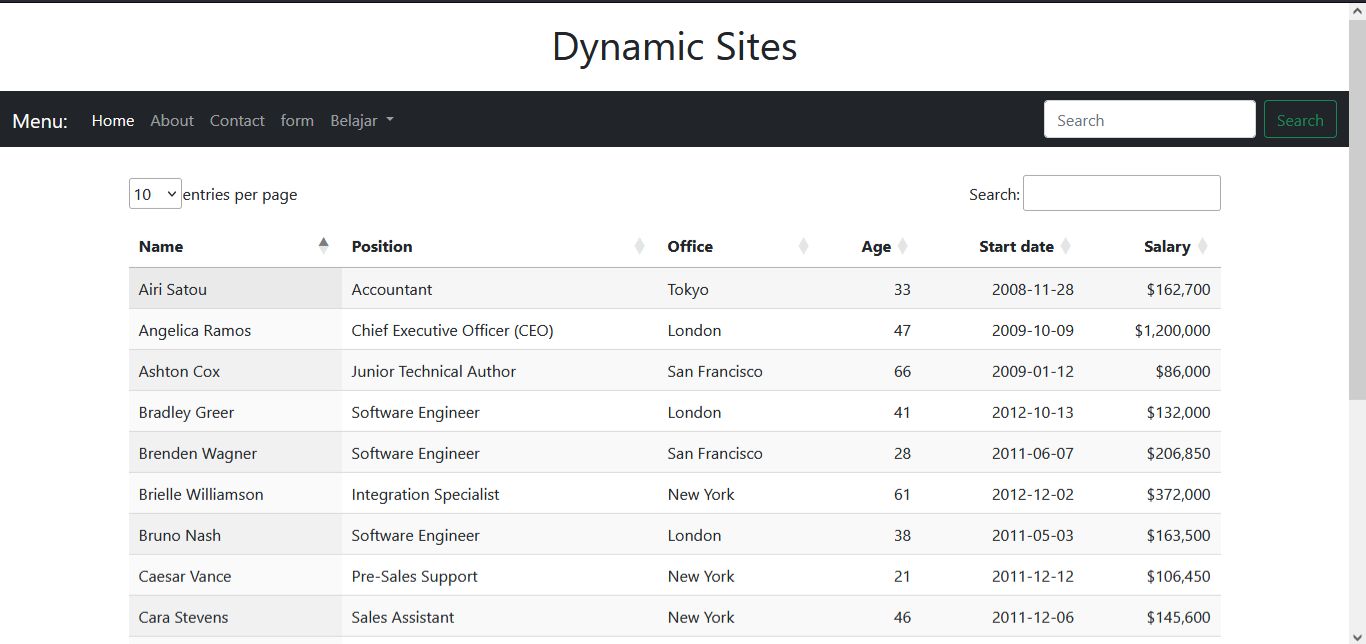 Dynamic Sites
Menu: Home About Contact form Belajar Search Search
10 entries per page Search:
Name Position Office Age Start date Salary
Airi Satou Accountant Tokyo 33 2008-11-28 $162,700
Angelica Ramos Chief Executive Officer (CEO) London 47 2009-10-09 $1,200,000
Ashton Cox Junior Technical Author San Francisco 66 2009-01-12 $86,000
Bradley Greer Software Engineer London 41 2012-10-13 $132,000
Brenden Wagner Software Engineer San Francisco 28 2011-06-07 $206,850
Brielle Williamson Integration Specialist New York 61 2012-12-02 $372,000
Bruno Nash Software Engineer London 38 2011-05-03 $163,500
Caesar Vance Pre-Sales Support New York 21 2011-12-12 $106,450
Cara Stevens Sales Assistant New York 46 2011-12-06 $145,600